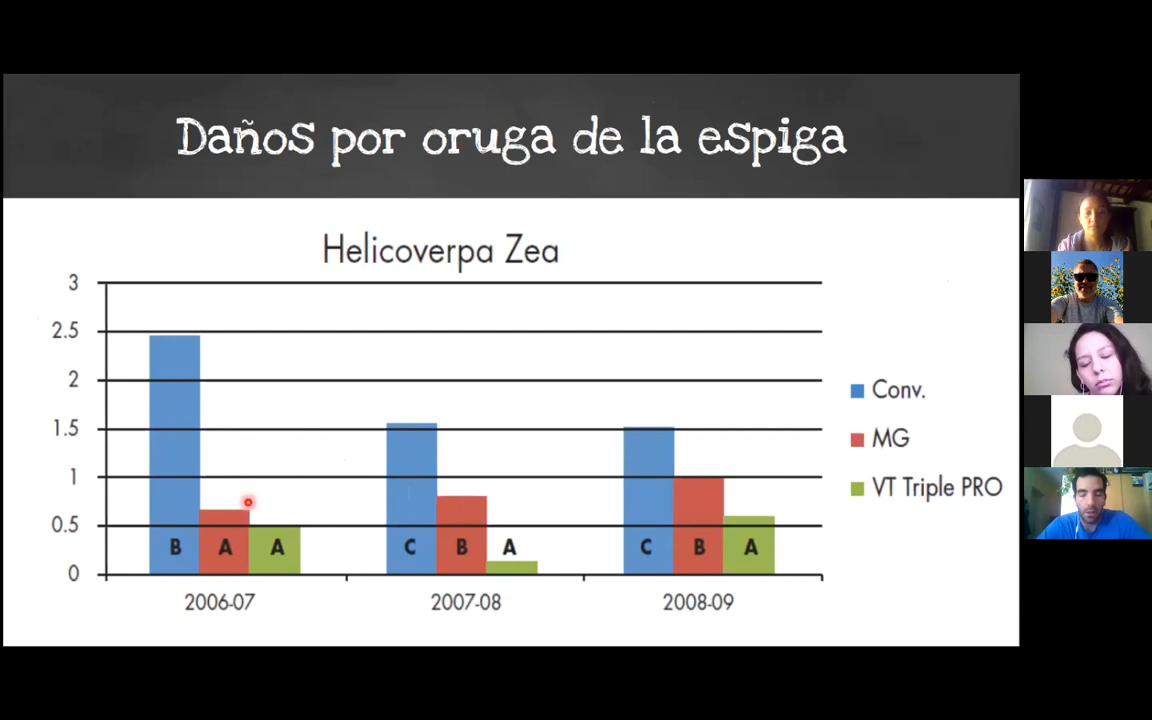 Daños por oruga de la espiga
Helicoverpa Zea
3
2.5
2
1.5
1
0.5
0
B A A
C B A
C B A
2006-07
2007-08
2008-09
Conv.
MG
VT Triple PRO